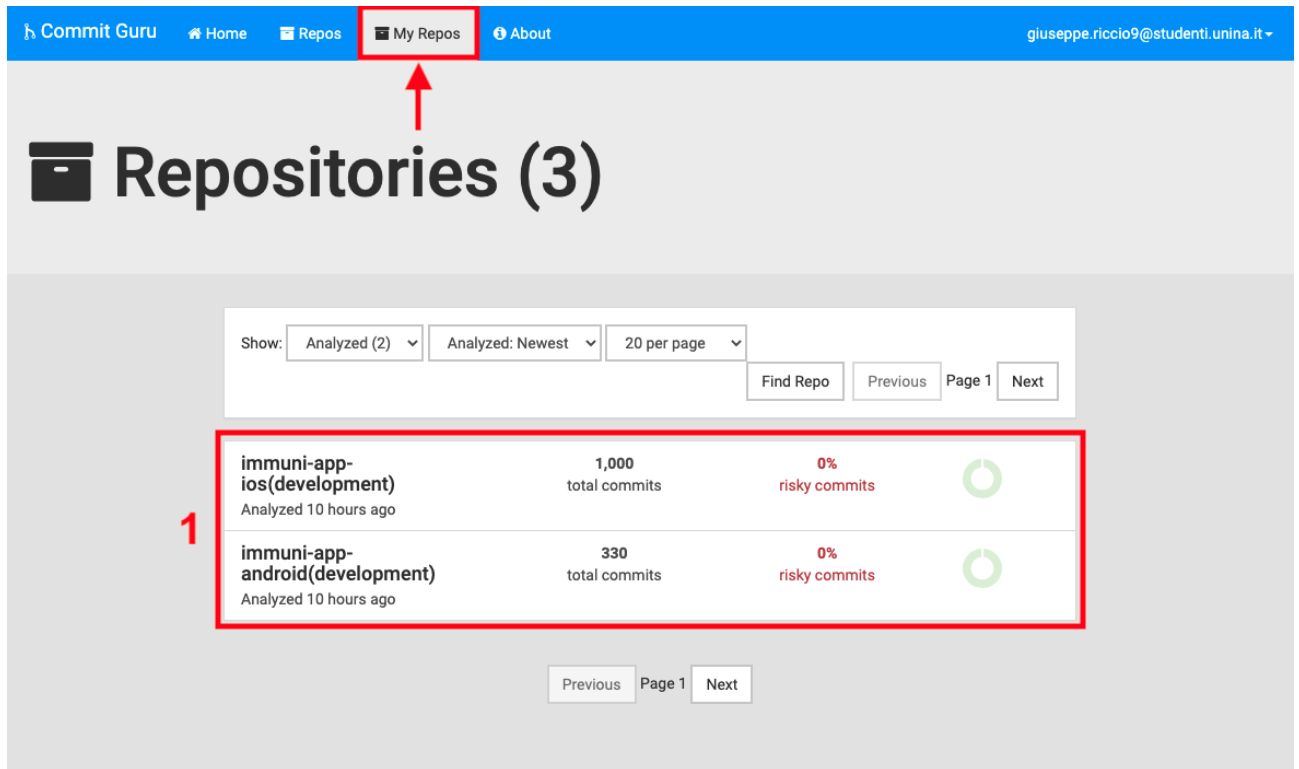 Commit Guru Home Repos My Repos About giuseppe.riccio9@studenti.unina.it
Repositories (3)
Show: Analyzed (2) Analyzed: Newest 20 per page
Find Repo Previous Page 1 Next
immuni-app-
ios(development)
Analyzed 10 hours ago
1,000
total commits
0%
risky commits
1
immuni-app-
android(development)
Analyzed 10 hours ago
330
total commits
0%
risky commits
Previous Page 1 Next